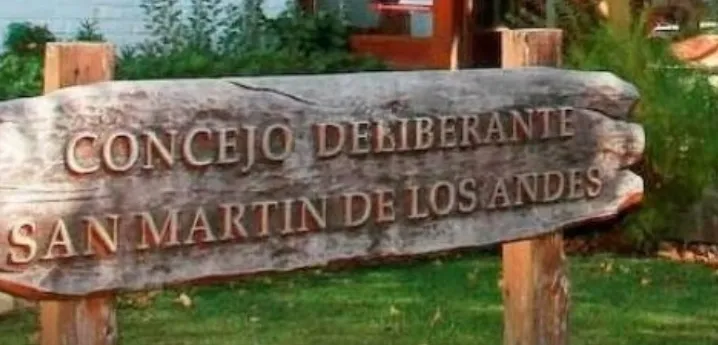 CONCEJO DELIBERANTE
SAN MARTIN DE LOS ANDES